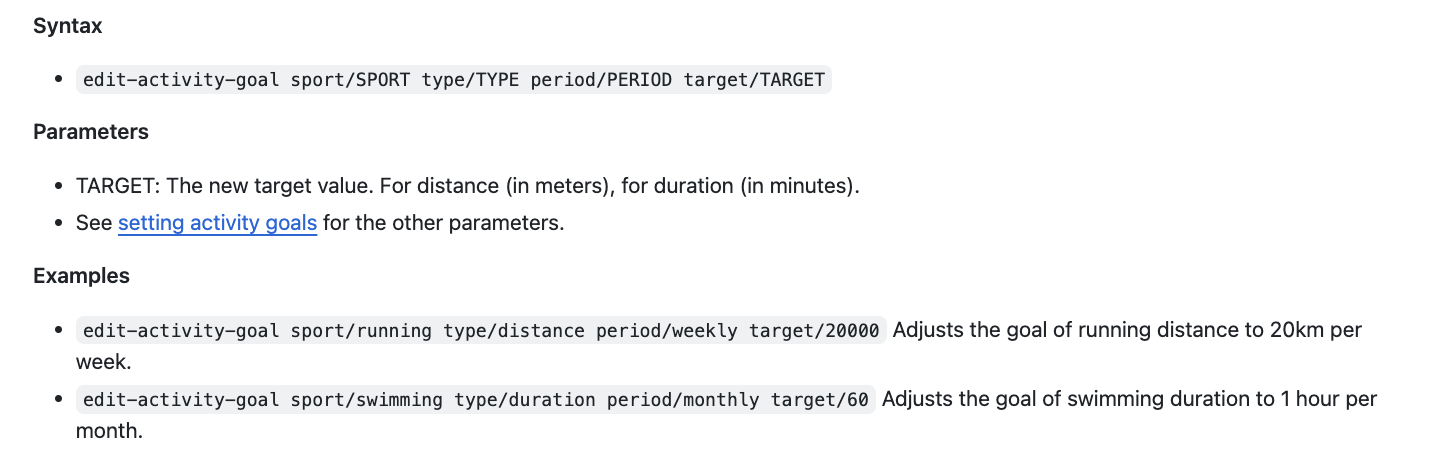 Syntax
• edit-activity-goal sport/SPORT type/TYPE period/PERIOD target/TARGET
Parameters
• TARGET: The new target value. For distance (in meters), for duration (in minutes).
• See setting activity goals for the other parameters.
Examples
• edit-activity-goal sport/running type/distance period/weekly target/20000 Adjusts the goal of running distance to 20km per
week.
• edit-activity-goal sport/swimming type/duration period/monthly target/60 Adjusts the goal of swimming duration to 1 hour per
month.